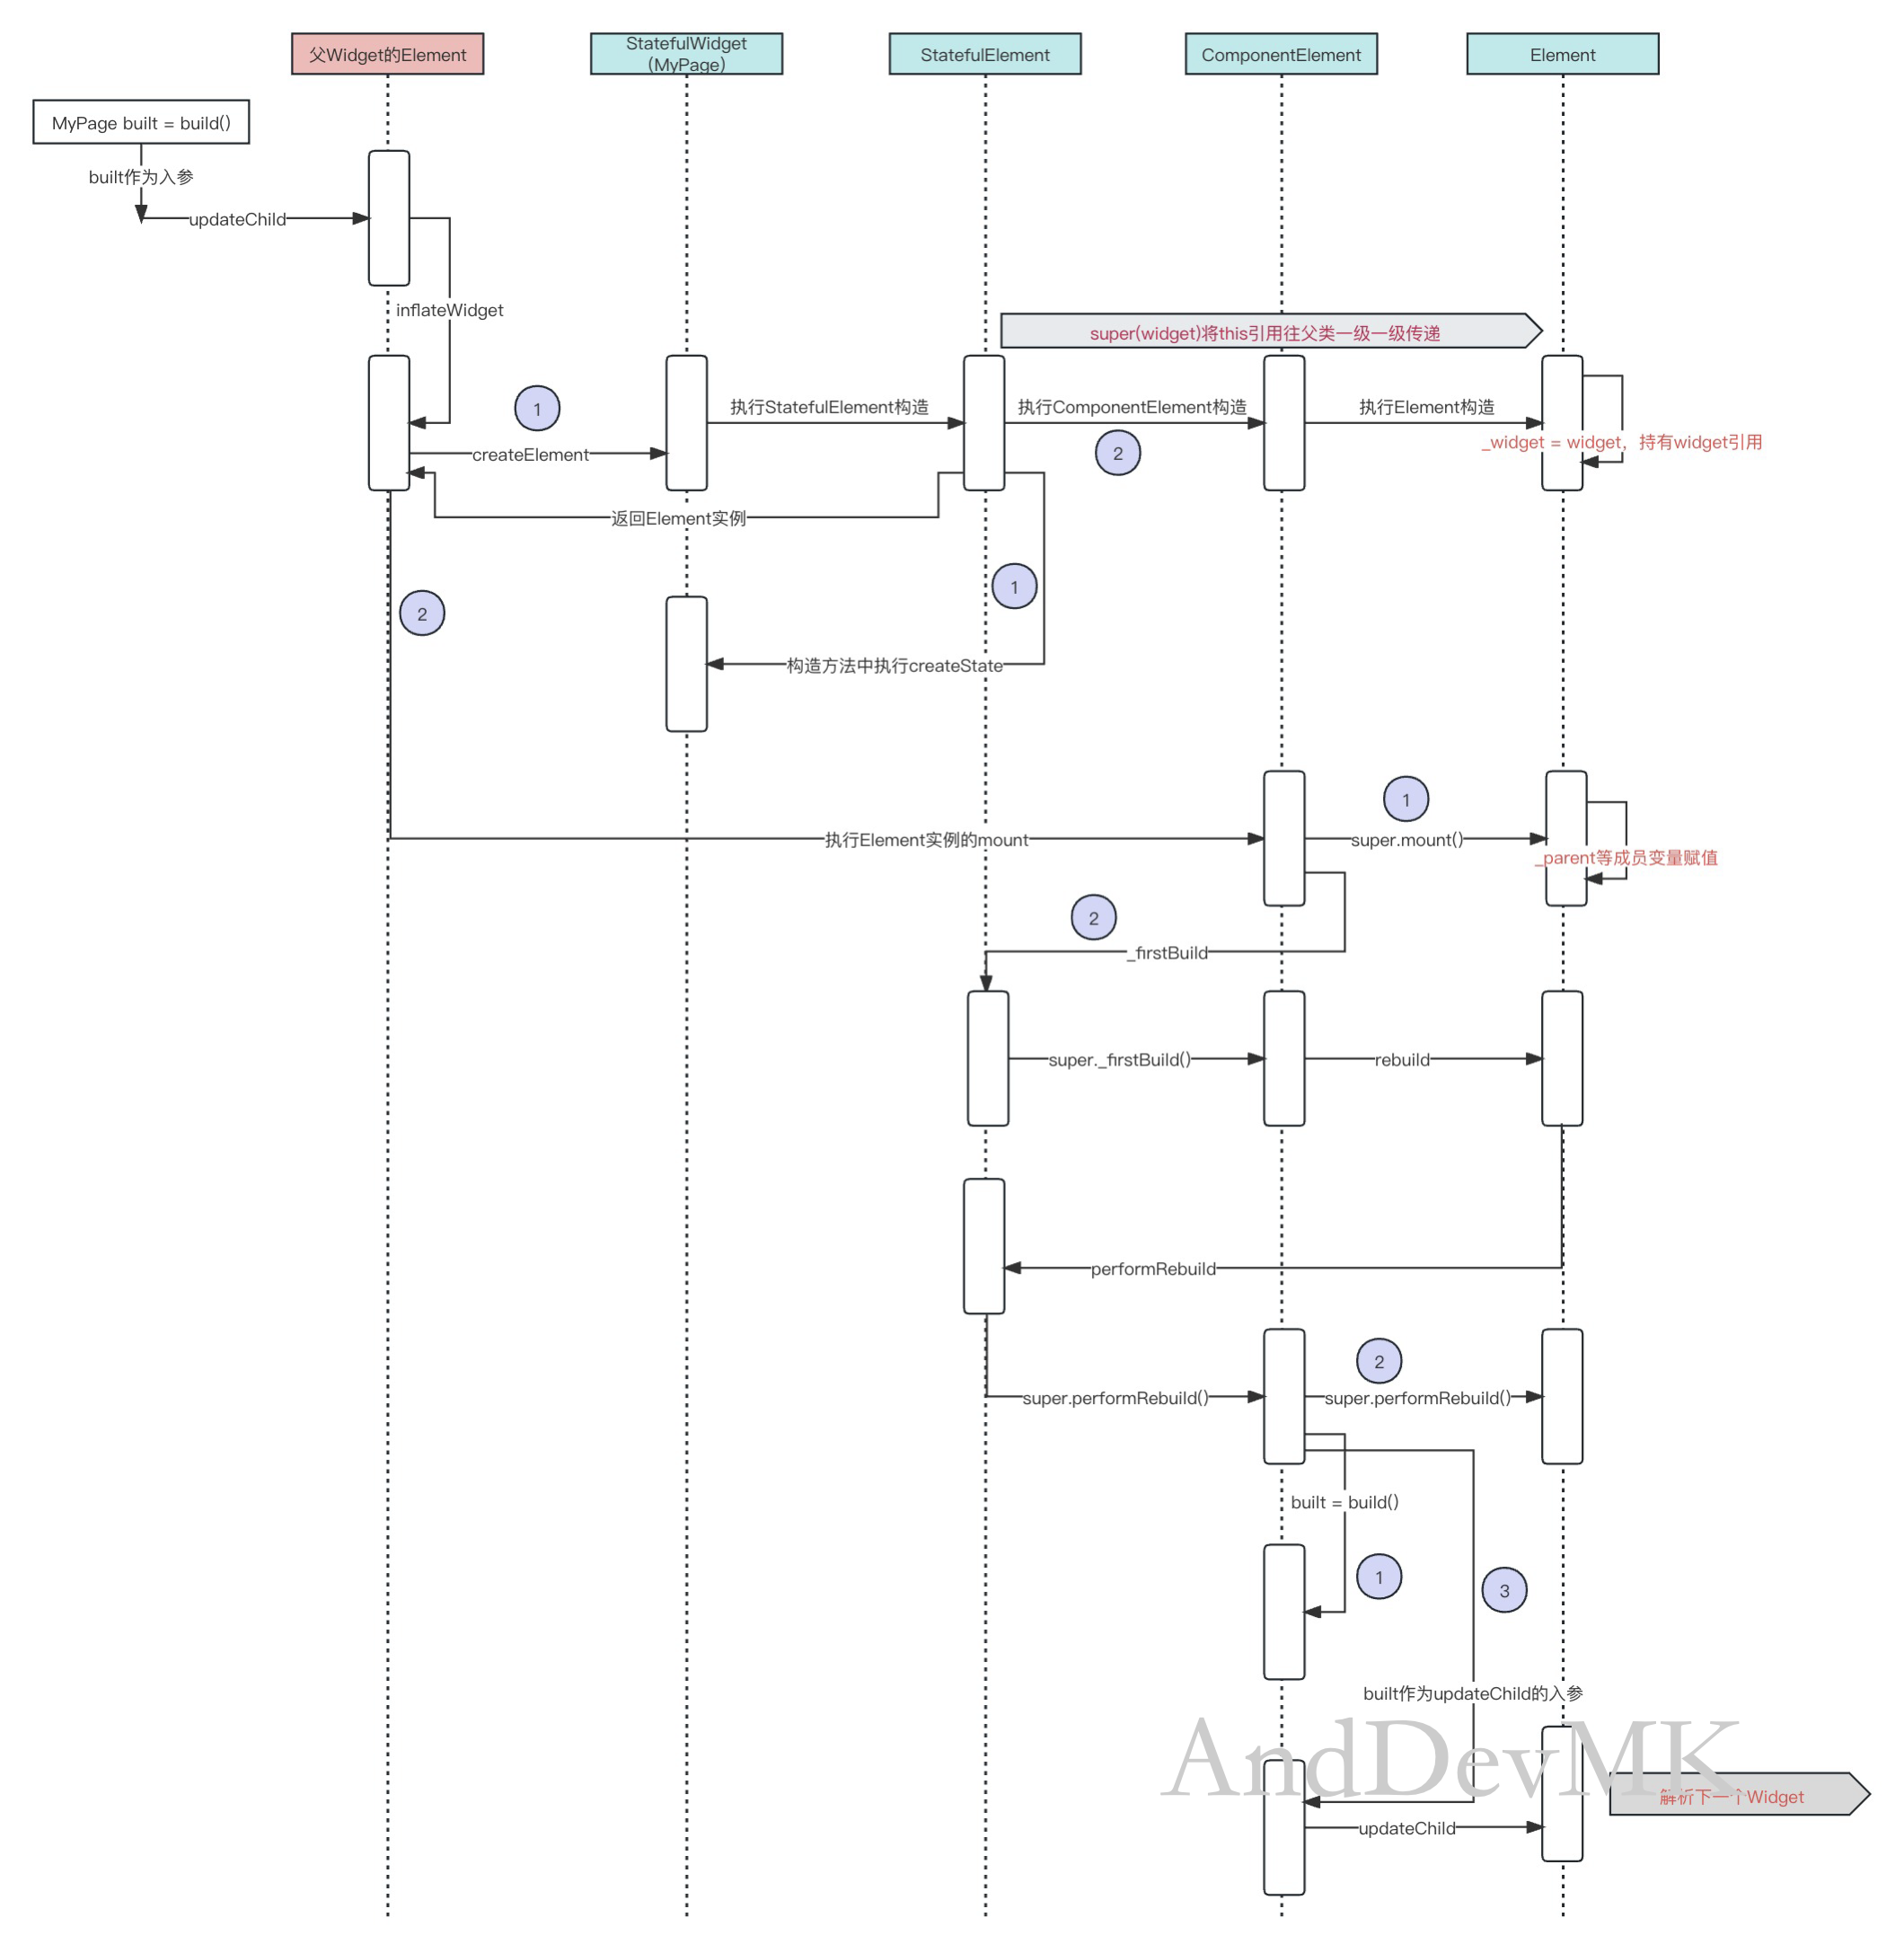 父Widget的Element
StatefulWidget
(MyPage)
StatefulElement
ComponentElement
Element
MyPage built = build()
built作为入参
updateChild
inflateWidget
super(widget)将this引用往父类一级一级传递
1
执行StatefulElement构造
执行ComponentElement构造
执行Element构造
createElement
2
_widget = widget，持有widget引用
返回Element实例
1
2
构造方法中执行createState
1
执行Element实例的mount
super.mount()
_parent等成员变量赋值
2
_firstBuild
super._firstBuild()
rebuild
performRebuild
2
super.performRebuild()
super.performRebuild()
built = build()
1
3
built作为updateChild的入参
AndDevMK
解析下一个Widget
updateChild